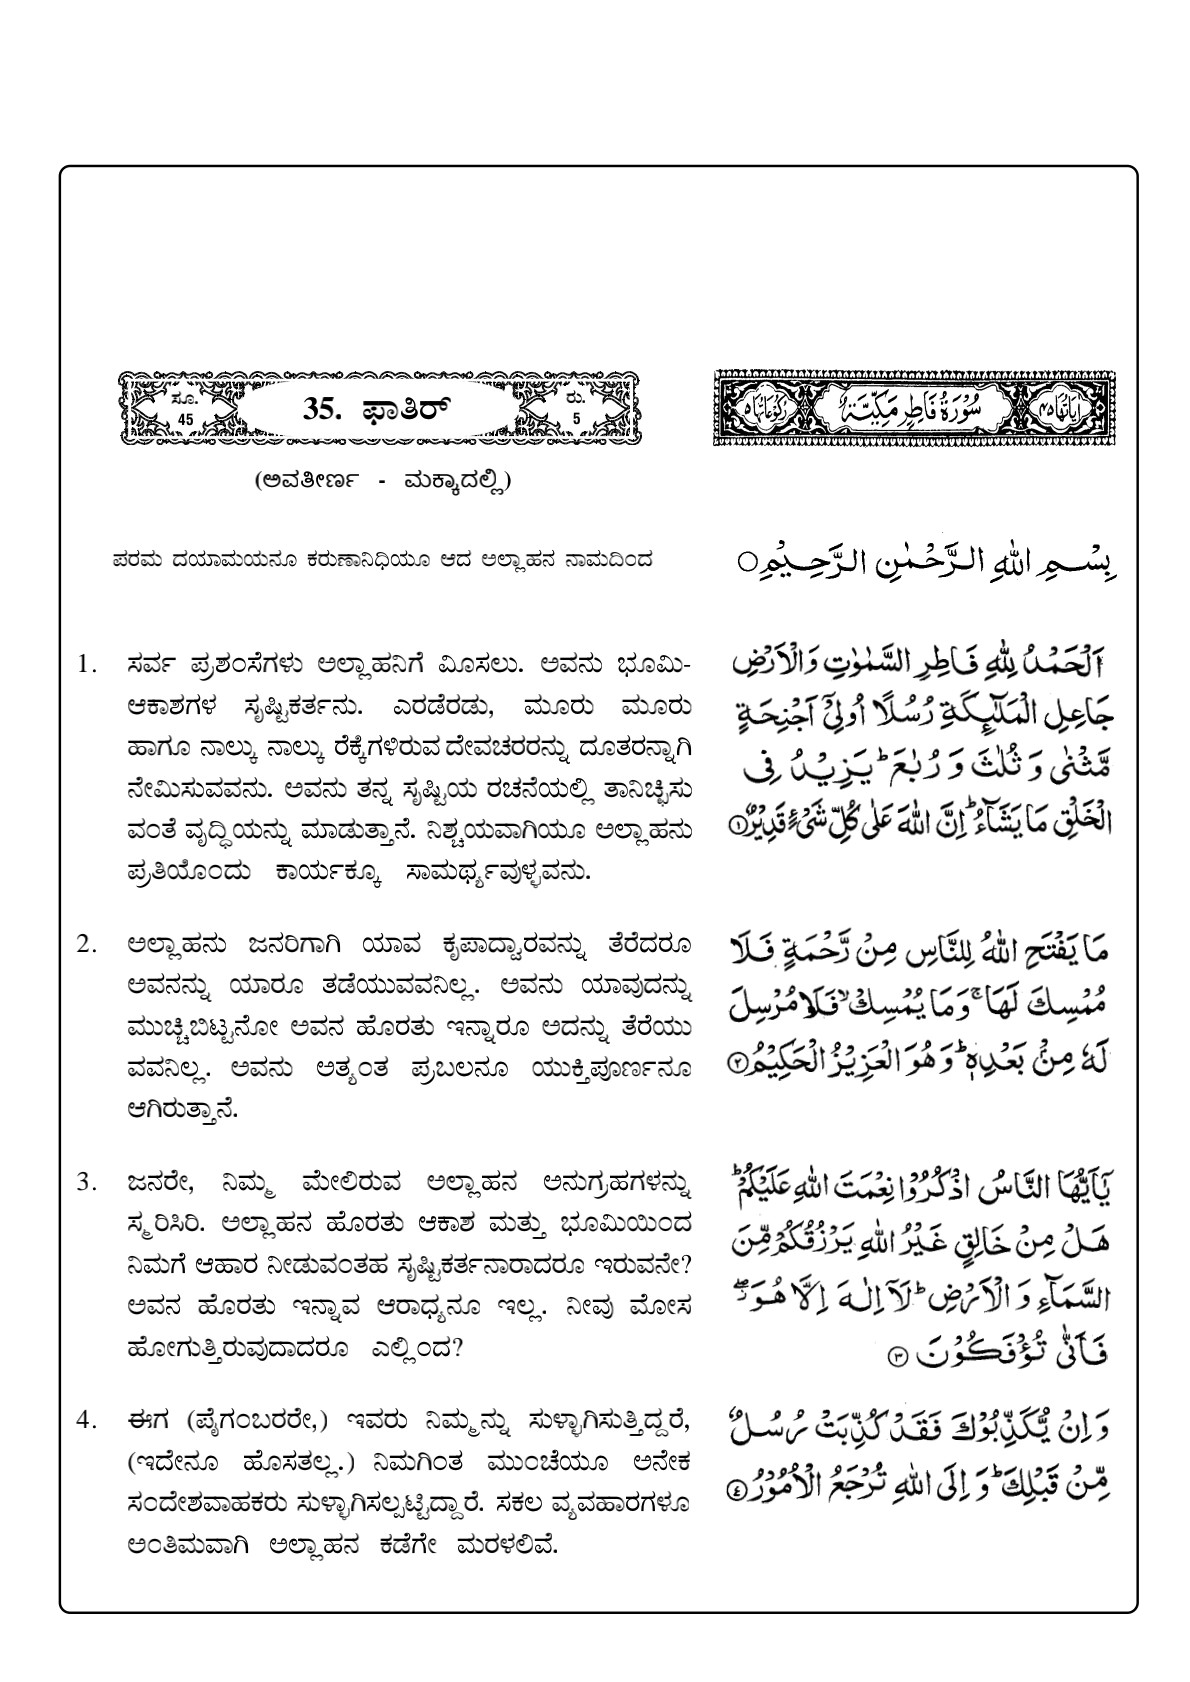 ಸೂ.
45
35. ಫಾತಿರ್
ರು.
5
(ಅವತೀರ್ಣ - ಮಕ್ಕಾದಲ್ಲಿ)
ಪರಮ ದಯಾಮಯನೂ ಕರುಣಾನಿಧಿಯೂ ಆದ ಅಲ್ಲಾಹನ ನಾಮದಿಂದ
1. ಸರ್ವ ಪ್ರಶಂಸೆಗಳು ಅಲ್ಲಾಹನಿಗೆ ಮೀಸಲು. ಅವನು ಭೂಮಿ-
ಆಕಾಶಗಳ ಸೃಷ್ಟಿಕರ್ತನು. ಎರಡೆರಡು, ಮೂರು ಮೂರು
ಹಾಗೂ ನಾಲ್ಕು ನಾಲ್ಕು ರೆಕ್ಕೆಗಳಿರುವ ದೇವಚರರನ್ನು ದೂತರನ್ನಾಗಿ
ನೇಮಿಸುವವನು. ಅವನು ತನ್ನ ಸೃಷ್ಟಿಯ ರಚನೆಯಲ್ಲಿ ತಾನಿಚ್ಛಿಸು
ವಂತೆ ವೃದ್ಧಿಯನ್ನು ಮಾಡುತ್ತಾನೆ. ನಿಶ್ಚಯವಾಗಿಯೂ ಅಲ್ಲಾಹನು
ಪ್ರತಿಯೊಂದು ಕಾರ್ಯಕ್ಕೂ ಸಾಮರ್ಥ್ಯವುಳ್ಳವನು.
2. ಅಲ್ಲಾಹನು ಜನರಿಗಾಗಿ ಯಾವ ಕೃಪಾದ್ವಾರವನ್ನು ತೆರೆದರೂ
ಅವನನ್ನು ಯಾರೂ ತಡೆಯುವವನಿಲ್ಲ. ಅವನು ಯಾವುದನ್ನು
ಮುಚ್ಚಿಬಿಟ್ಟನೋ ಅವನ ಹೊರತು ಇನ್ನಾರೂ ಅದನ್ನು ತೆರೆಯು
ವವನಿಲ್ಲ. ಅವನು ಅತ್ಯಂತ ಪ್ರಬಲನೂ ಯುಕ್ತಿಪೂರ್ಣನೂ
ಆಗಿರುತ್ತಾನೆ.
3. ಜನರೇ, ನಿಮ್ಮ ಮೇಲಿರುವ ಅಲ್ಲಾಹನ ಅನುಗ್ರಹಗಳನ್ನು
ಸ್ಮರಿಸಿರಿ. ಅಲ್ಲಾಹನ ಹೊರತು ಆಕಾಶ ಮತ್ತು ಭೂಮಿಯಿಂದ
ನಿಮಗೆ ಆಹಾರ ನೀಡುವಂತಹ ಸೃಷ್ಟಿಕರ್ತನಾರಾದರೂ ಇರುವನೇ?
ಅವನ ಹೊರತು ಇನ್ನಾವ ಆರಾಧ್ಯನೂ ಇಲ್ಲ. ನೀವು ಮೋಸ
ಹೋಗುತ್ತಿರುವುದಾದರೂ ಎಲ್ಲಿಂದ?
4. ಈಗ (ಪೈಗಂಬರರೇ,) ಇವರು ನಿಮ್ಮನ್ನು ಸುಳ್ಳಾಗಿಸುತ್ತಿದ್ದರೆ,
(ಇದೇನೂ ಹೊಸತಲ್ಲ.) ನಿಮಗಿಂತ ಮುಂಚೆಯೂ ಅನೇಕ
ಸಂದೇಶವಾಹಕರು ಸುಳ್ಳಾಗಿಸಲ್ಪಟ್ಟಿದ್ದಾರೆ. ಸಕಲ ವ್ಯವಹಾರಗಳೂ
ಅಂತಿಮವಾಗಿ ಅಲ್ಲಾಹನ ಕಡೆಗೇ ಮರಳಲಿವೆ.
اٰیَاتُهَا ٤٥ سُوْرَةُ فَاطِرٍ مَكِّيَّةٌ رُكُوْعَاتُهَا ٥
بِسْمِ اللّٰهِ الرَّحْمٰنِ الرَّحِيْمِ○
اَلْحَمْدُ لِلّٰهِ فَاطِرِ السَّمٰوٰتِ وَالْاَرْضِ
جَاعِلِ الْمَلٰٓئِكَةِ رُسُلًا اُولِيْٓ اَجْنِحَةٍ
مَّثْنٰى وَ ثُلٰثَ وَ رُبٰعَ ؕ يَزِيْدُ فِى
الْخَلْقِ مَا يَشَآءُ ؕ اِنَّ اللّٰهَ عَلٰى كُلِّ شَىْءٍ قَدِيْرٌ ①
مَا يَفْتَحِ اللّٰهُ لِلنَّاسِ مِنْ رَّحْمَةٍ فَلَا
مُمْسِكَ لَهَا ۚ وَمَا يُمْسِكْ ۙ فَلَا مُرْسِلَ
لَهٗ مِنْۢ بَعْدِهٖ ؕ وَهُوَ الْعَزِيْزُ الْحَكِيْمُ ②
يٰٓاَيُّهَا النَّاسُ اذْكُرُوْا نِعْمَتَ اللّٰهِ عَلَيْكُمْ ؕ
هَلْ مِنْ خَالِقٍ غَيْرُ اللّٰهِ يَرْزُقُكُمْ مِّنَ
السَّمَآءِ وَ الْاَرْضِ ؕ لَآ اِلٰهَ اِلَّا هُوَ ۖ
فَاَنّٰى تُؤْفَكُوْنَ ③
وَ اِنْ يُّكَذِّبُوْكَ فَقَدْ كُذِّبَتْ رُسُلٌ
مِّنْ قَبْلِكَ ؕ وَ اِلَى اللّٰهِ تُرْجَعُ الْاُمُوْرُ ④